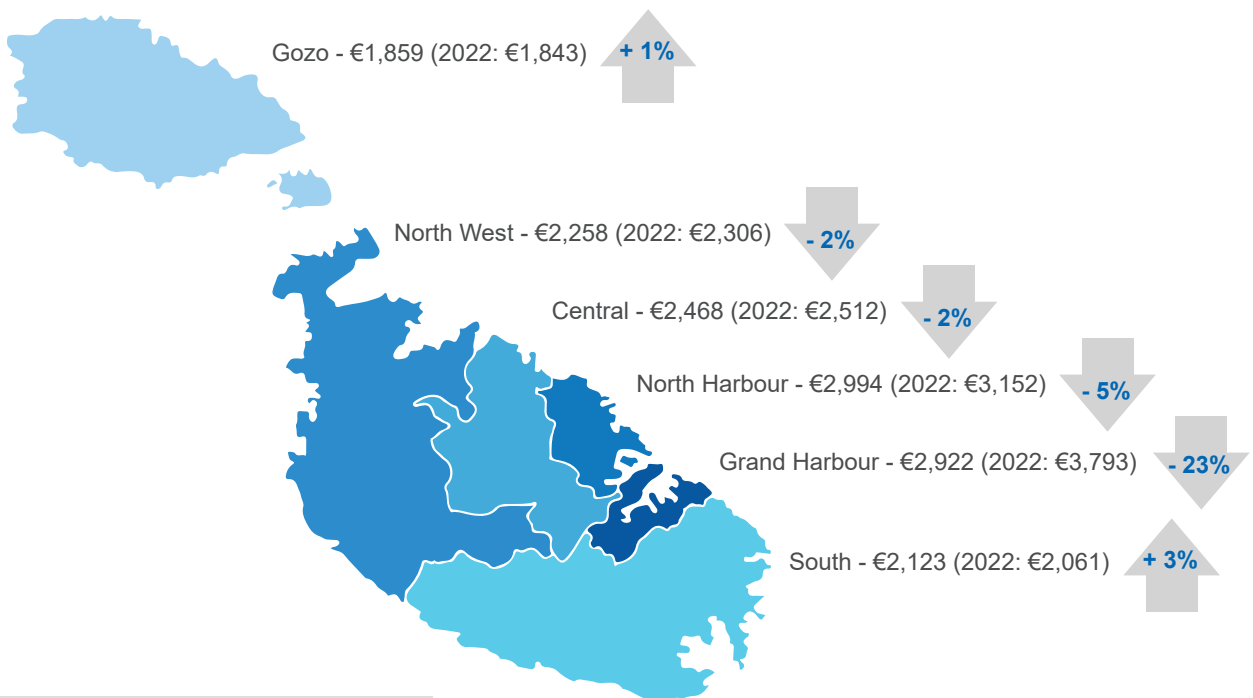 Gozo - €1,859 (2022: €1,843)
+ 1%
North West - €2,258 (2022: €2,306)
- 2%
Central - €2,468 (2022: €2,512)
- 2%
North Harbour - €2,994 (2022: €3,152)
- 5%
Grand Harbour - €2,922 (2022: €3,793)
- 23%
South - €2,123 (2022: €2,061)
+ 3%